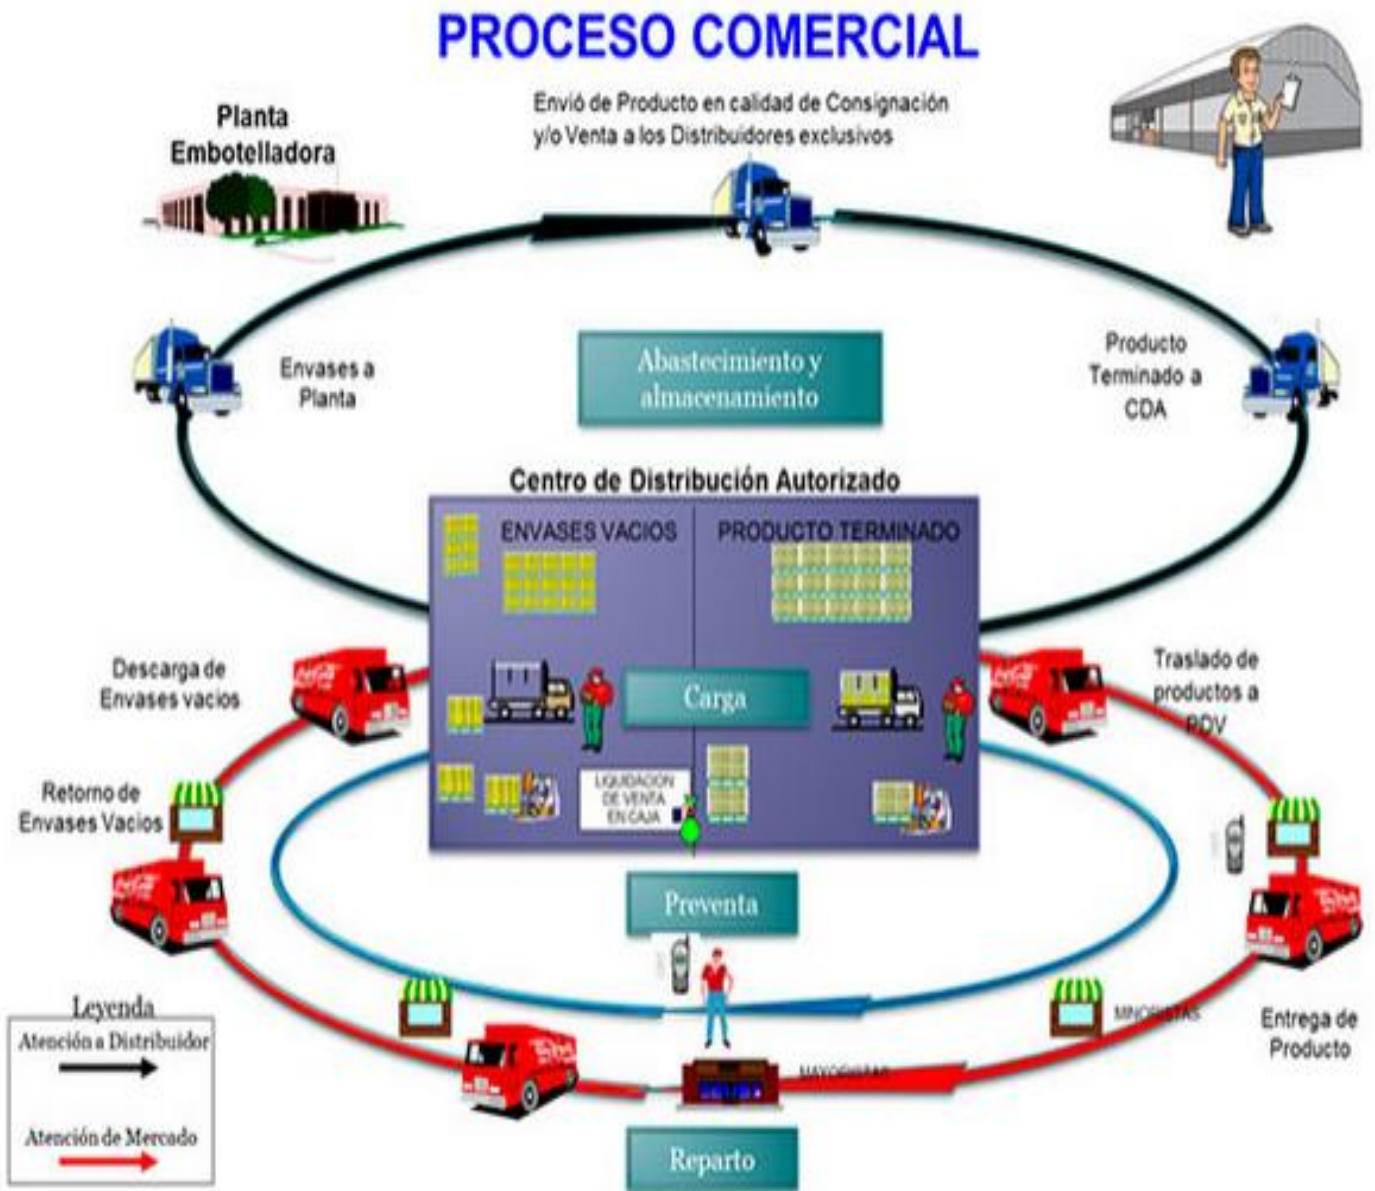 PROCESO COMERCIAL
Planta
Embotelladora
Envió de Producto en calidad de Consignación
y/o Venta a los Distribuidores exclusivos
Envases a
Planta
Abastecimiento y
almacenamiento
Producto
Terminado a
CDA
Centro de Distribución Autorizado
ENVASES VACIOS
PRODUCTO TERMINADO
Descarga de
Envases vacios
Carga
Traslado de
productos a
PDV
Retorno de
Envases Vacios
LIQUIDACION
DE VENTA
EN CAJA
Preventa
MINORISTAS
Entrega de
Producto
MAYORISTAS
Reparto
Leyenda
Atención a Distribuidor
Atención de Mercado